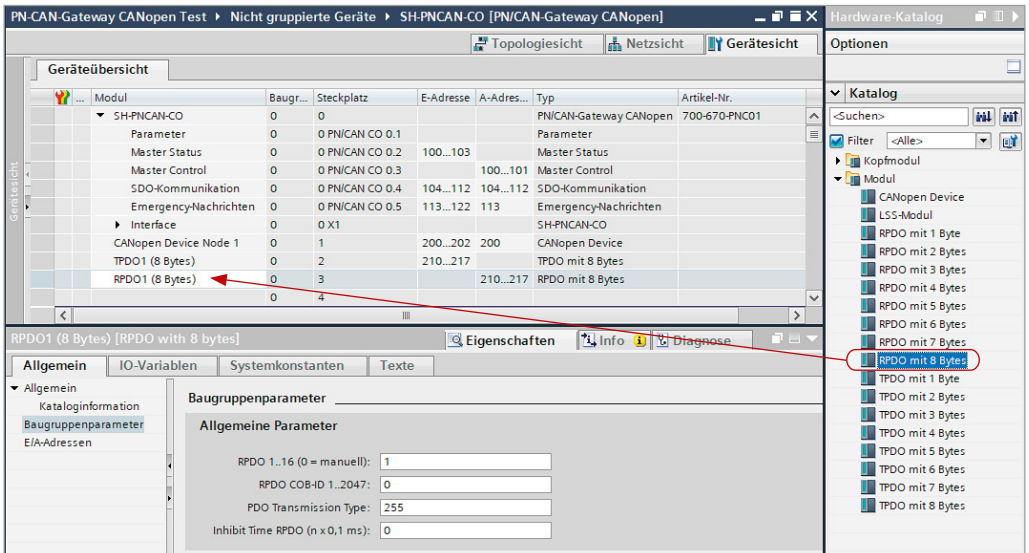 PN-CAN-Gateway CANopen Test ▸ Nicht gruppierte Geräte ▸ SH-PNCAN-CO [PN/CAN-Gateway CANopen]
Topologiesicht Netzsicht Gerätesicht
Geräteübersicht
... Modul Baugr... Steckplatz E-Adresse A-Adres... Typ Artikel-Nr.
SH-PNCAN-CO 0 0 PN/CAN-Gateway CANopen 700-670-PNC01
Parameter 0 0 PN/CAN CO 0.1 Parameter
Master Status 0 0 PN/CAN CO 0.2 100...103 Master Status
Master Control 0 0 PN/CAN CO 0.3 100...101 Master Control
SDO-Kommunikation 0 0 PN/CAN CO 0.4 104...112 104...112 SDO-Kommunikation
Emergency-Nachrichten 0 0 PN/CAN CO 0.5 113...122 113 Emergency-Nachrichten
Interface 0 0 X1 SH-PNCAN-CO
CANopen Device Node 1 0 1 200...202 200 CANopen Device
TPDO1 (8 Bytes) 0 2 210...217 TPDO mit 8 Bytes
RPDO1 (8 Bytes) 0 3 210...217 RPDO mit 8 Bytes
0 4
Gerätesicht
RPDO1 (8 Bytes) [RPDO with 8 bytes]
Eigenschaften Info Diagnose
Allgemein IO-Variablen Systemkonstanten Texte
Allgemein
Kataloginformation
Baugruppenparameter
E/A-Adressen
Baugruppenparameter
Allgemeine Parameter
RPDO 1..16 (0 = manuell): 1
RPDO COB-ID 1..2047: 0
PDO Transmission Type: 255
Inhibit Time RPDO (n x 0,1 ms): 0
Hardware-Katalog
Optionen
Katalog
<Suchen>
Filter <Alle>
Kopfmodul
Modul
CANopen Device
LSS-Modul
RPDO mit 1 Byte
RPDO mit 2 Bytes
RPDO mit 3 Bytes
RPDO mit 4 Bytes
RPDO mit 5 Bytes
RPDO mit 6 Bytes
RPDO mit 7 Bytes
RPDO mit 8 Bytes
TPDO mit 1 Byte
TPDO mit 2 Bytes
TPDO mit 3 Bytes
TPDO mit 4 Bytes
TPDO mit 5 Bytes
TPDO mit 6 Bytes
TPDO mit 7 Bytes
TPDO mit 8 Bytes